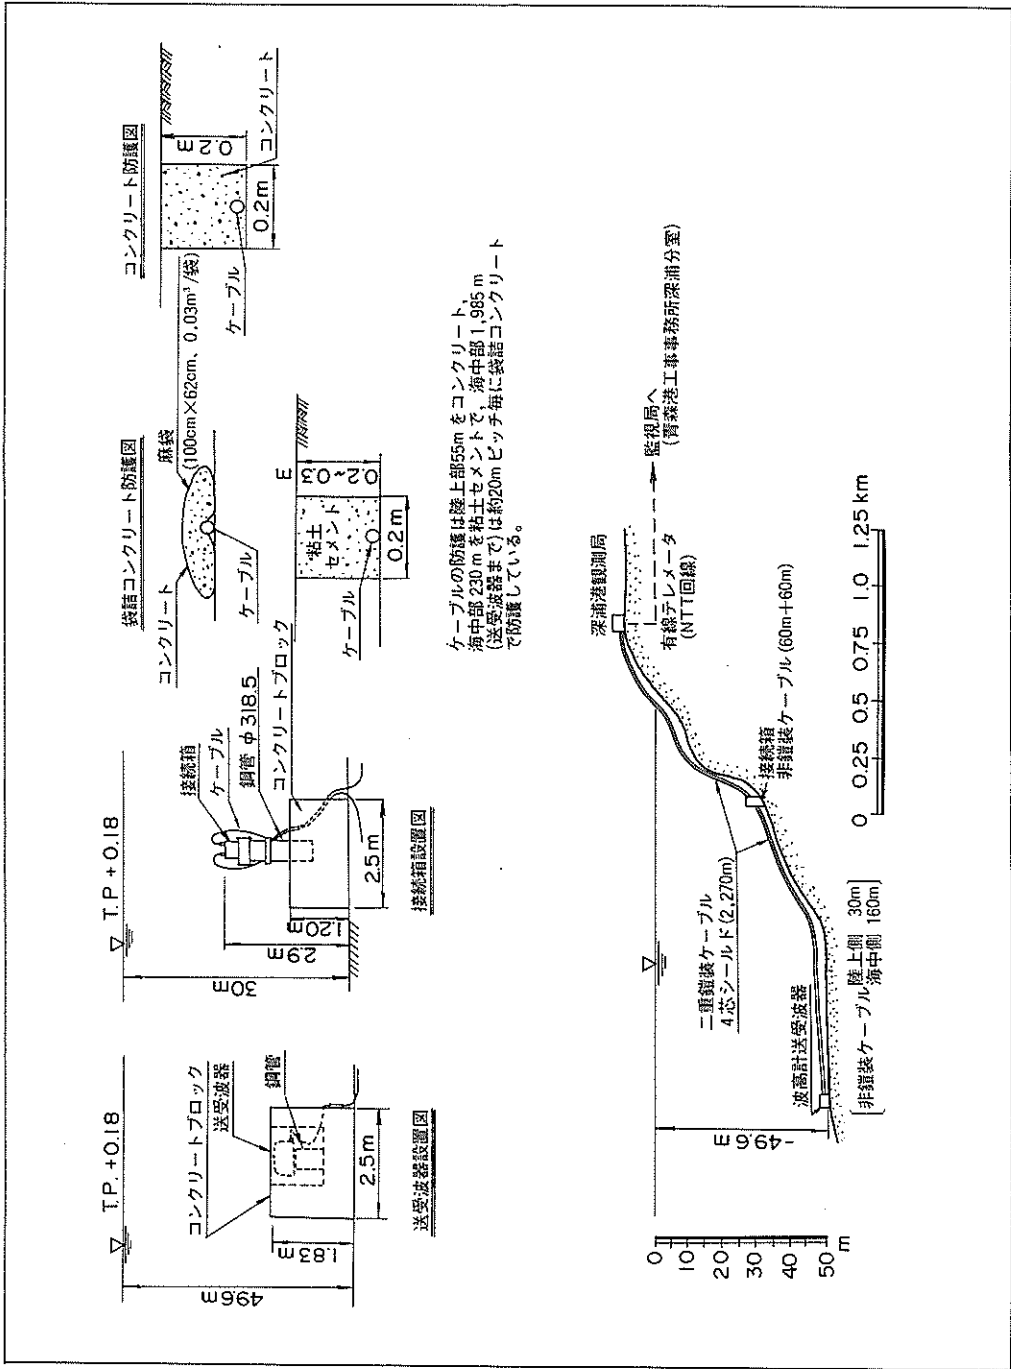 T.P. +0.18
49.6m
コンクリートブロック
送受波器
鋼管
1.83m
2.5m
送受波器設置図
T.P +0.18
30m
2.9m
1.20m
接続箱
ケーブル
鋼管 φ318.5
コンクリートブロック
2.5m
接続箱設置図
袋詰コンクリート防護図
コンクリート
麻袋
(100cm×62cm、0.03m³/袋)
ケーブル
粘土
セメント
0.2~0.3
m
0.2m
ケーブル
コンクリート防護図
0.2m
0.2m
コンクリート
ケーブル
ケーブルの防護は陸上部55mをコンクリート,
海中部 230 m を粘土セメントで, 海中部 1,985 m
(送受波器まで)は約20m ピッチ毎に袋詰コンクリート
で防護している。
0
10
20
30
40
50
m
-49.6m
波高計送受波器
非鎧装ケーブル 陸上側 30m
海中側 160m
二重鎧装ケーブル
4芯シールド(2,270m)
接続箱
非鎧装ケーブル (60m+60m)
深浦港観測局
有線テレメータ
(NTT回線)
監視局へ
(青森港工事事務所深浦分室)
0 0.25 0.5 0.75 1.0 1.25 km